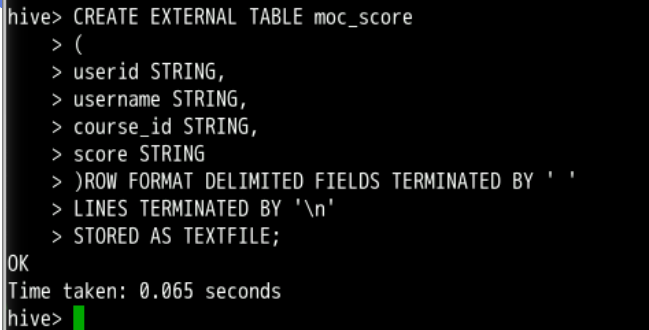 hive> CREATE EXTERNAL TABLE moc_score
    > (
    > userid STRING,
    > username STRING,
    > course_id STRING,
    > score STRING
    > )ROW FORMAT DELIMITED FIELDS TERMINATED BY ' '
    > LINES TERMINATED BY '\n'
    > STORED AS TEXTFILE;
OK
Time taken: 0.065 seconds
hive>